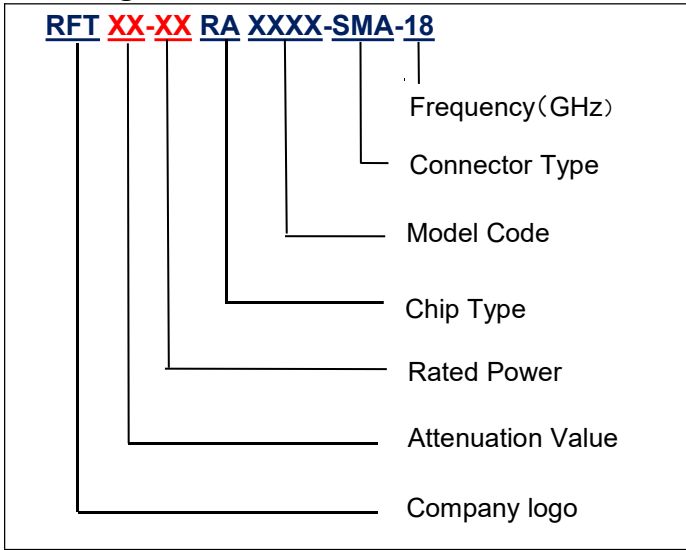 RFT XX-XX RA XXXX-SMA-18
Frequency（GHz）
Connector Type
Model Code
Chip Type
Rated Power
Attenuation Value
Company logo